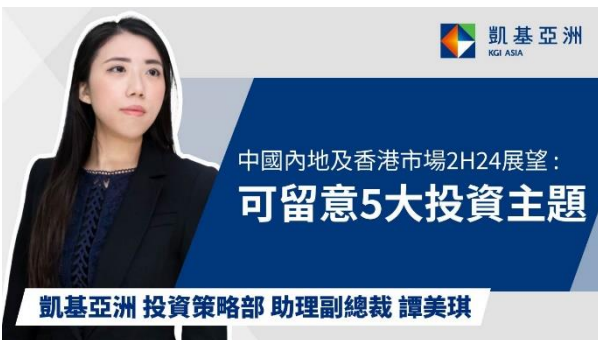 凱基亞洲
KGI ASIA
中國內地及香港市場2H24展望：
可留意5大投資主題
凱基亞洲 投資策略部 助理副總裁 譚美琪